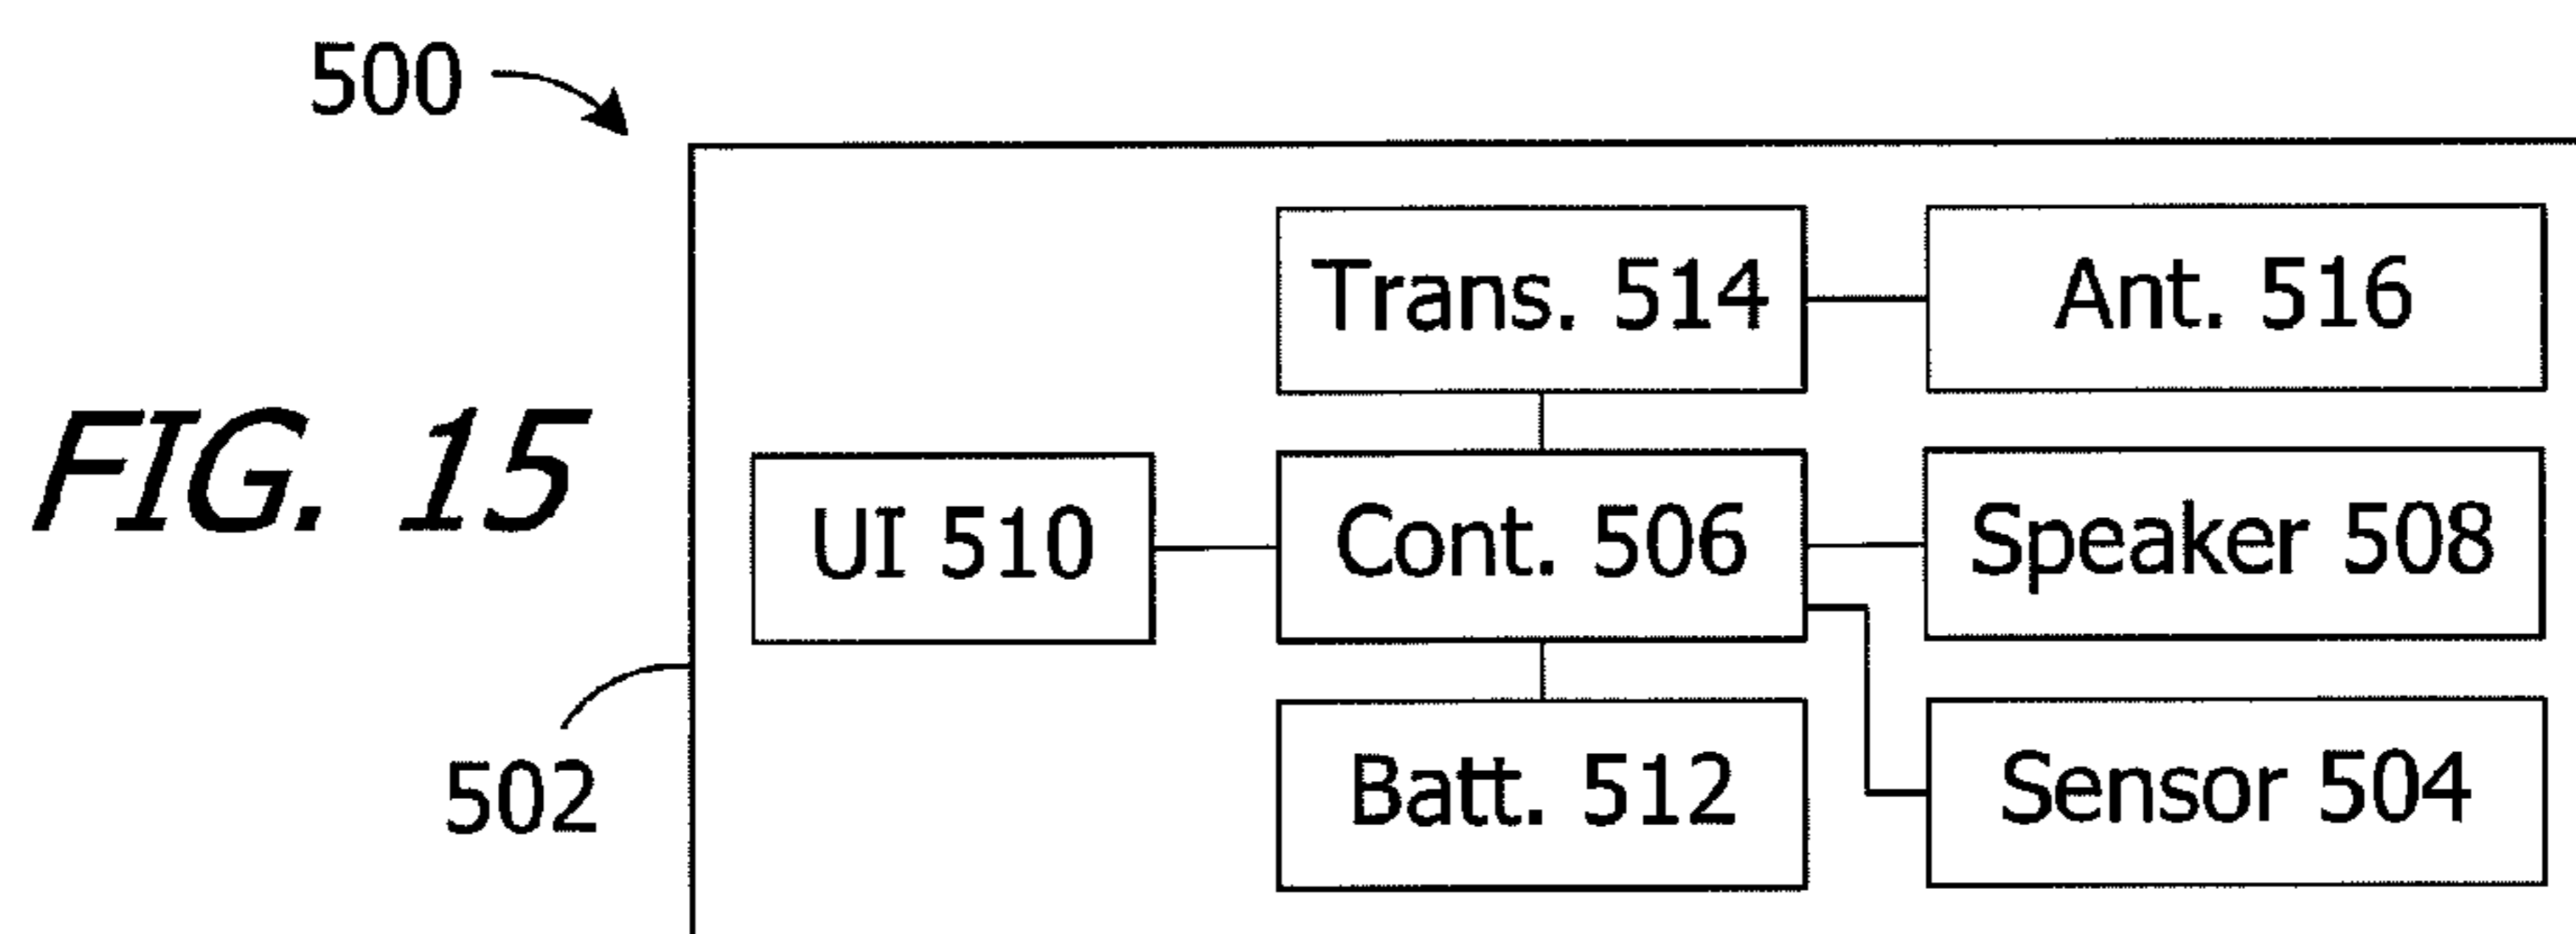 500
Trans. 514
Ant. 516
FIG. 15
UI 510
Cont. 506
Speaker 508
502
Batt. 512
Sensor 504